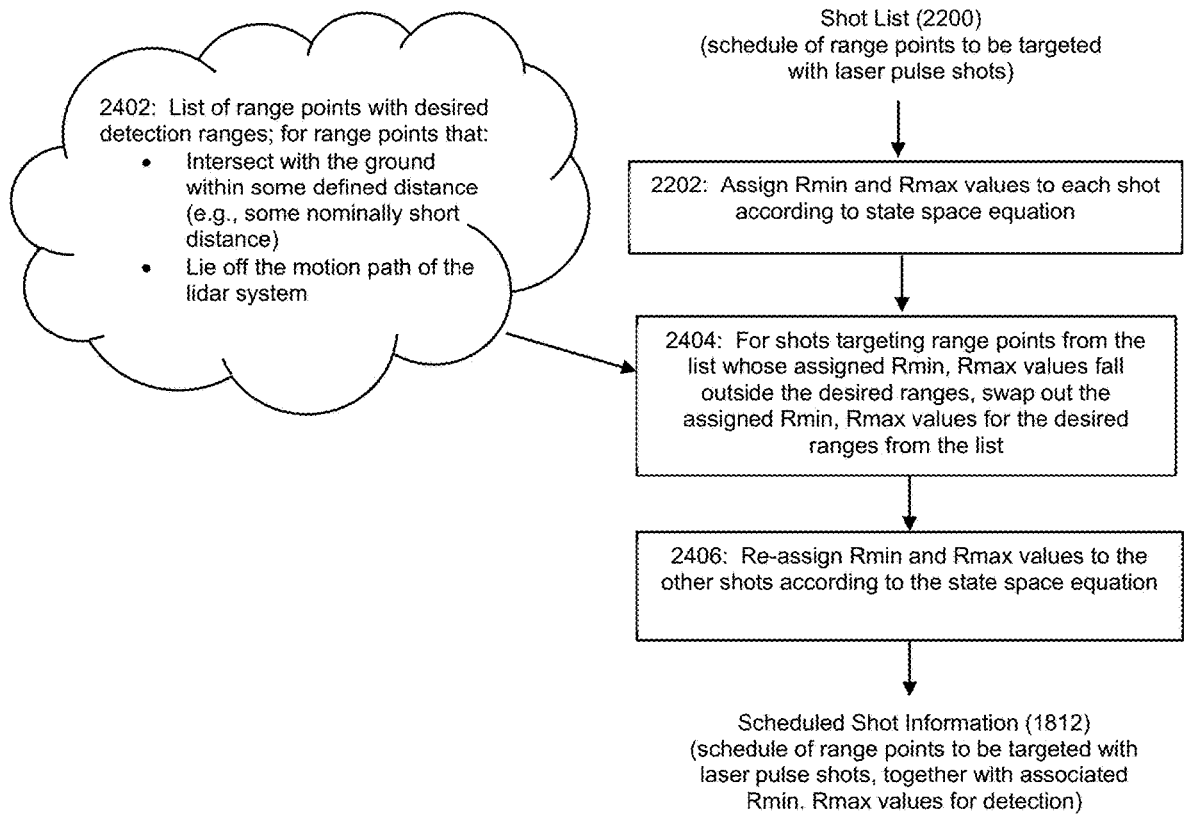 Shot List (2200)
(schedule of range points to be targeted
with laser pulse shots)
2402: List of range points with desired
detection ranges; for range points that:
• Intersect with the ground
within some defined distance
(e.g., some nominally short
distance)
• Lie off the motion path of the
lidar system
2202: Assign Rmin and Rmax values to each shot
according to state space equation
2404: For shots targeting range points from the
list whose assigned Rmin, Rmax values fall
outside the desired ranges, swap out the
assigned Rmin, Rmax values for the desired
ranges from the list
2406: Re-assign Rmin and Rmax values to the
other shots according to the state space equation
Scheduled Shot Information (1812)
(schedule of range points to be targeted with
laser pulse shots, together with associated
Rmin. Rmax values for detection)